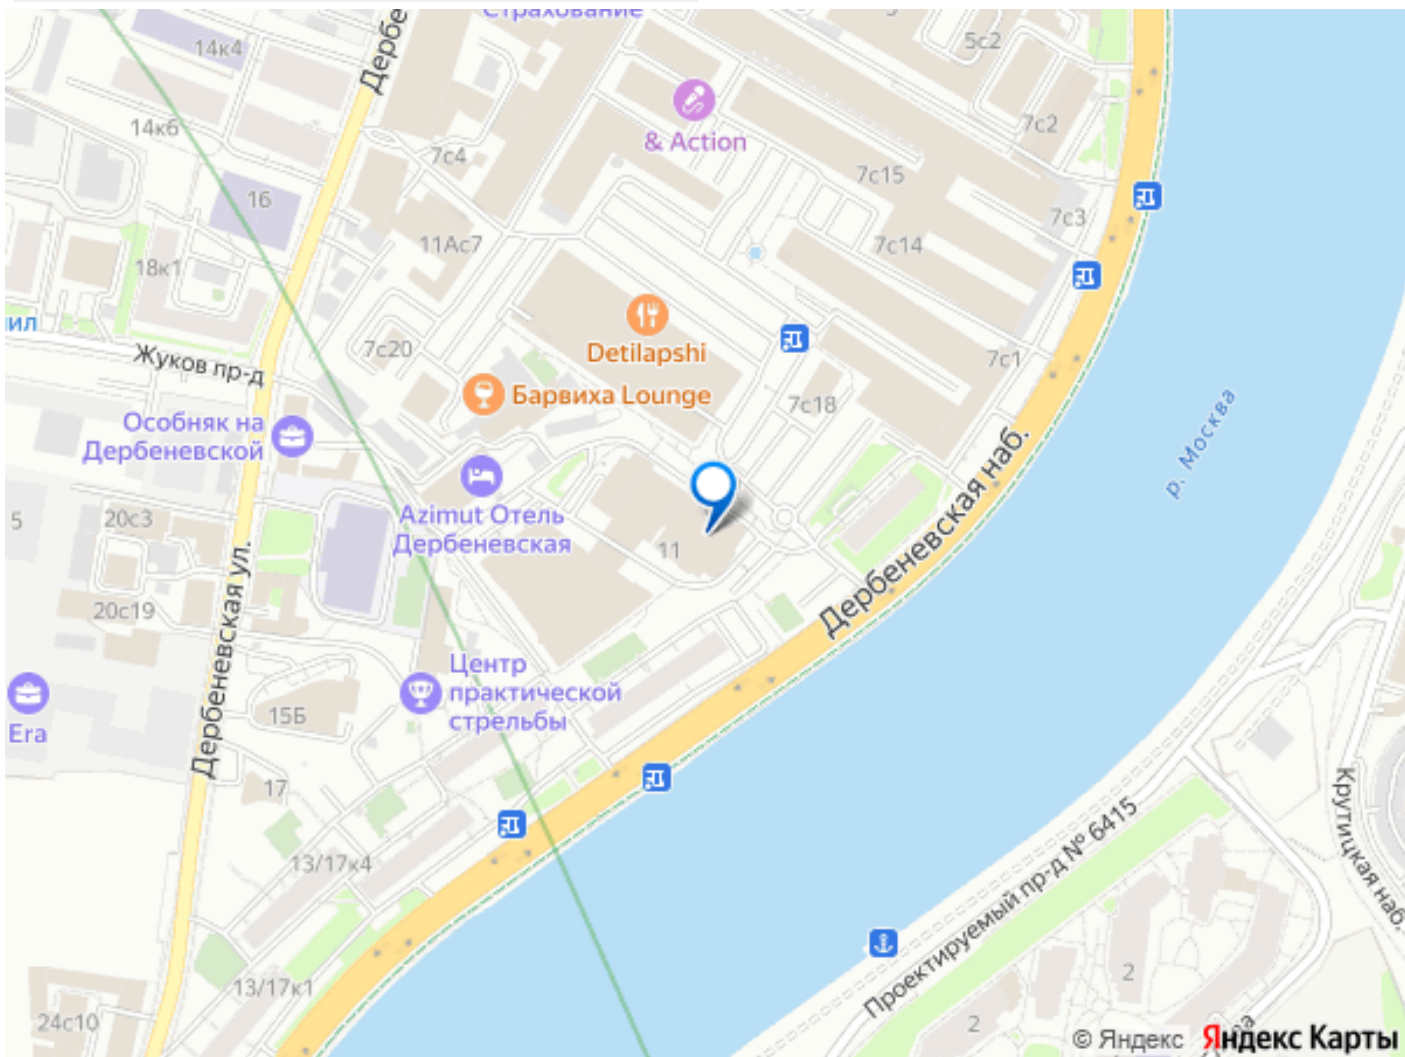 Страхование
14к4
Дербе
5с2
& Action
7с2
14к6
7с4
7с15
16
7с3
11Ас7
7с14
18к1
ил
Detilapshi
7с20
7с1
Жуков пр-д
Барвиха Lounge
7с18
Особняк на
Дербеневской
р. Москва
Azimut Отель
Дербеневская
5
20с3
11
Дербеневская наб.
20с19
Дербеневская ул.
Центр
практической
стрельбы
Era
15Б
17
Крутицкая наб.
Проектируемый пр-д № 6415
13/17к4
13/17к1
2
24с10
2
ва
© Яндекс
Яндекс Карты